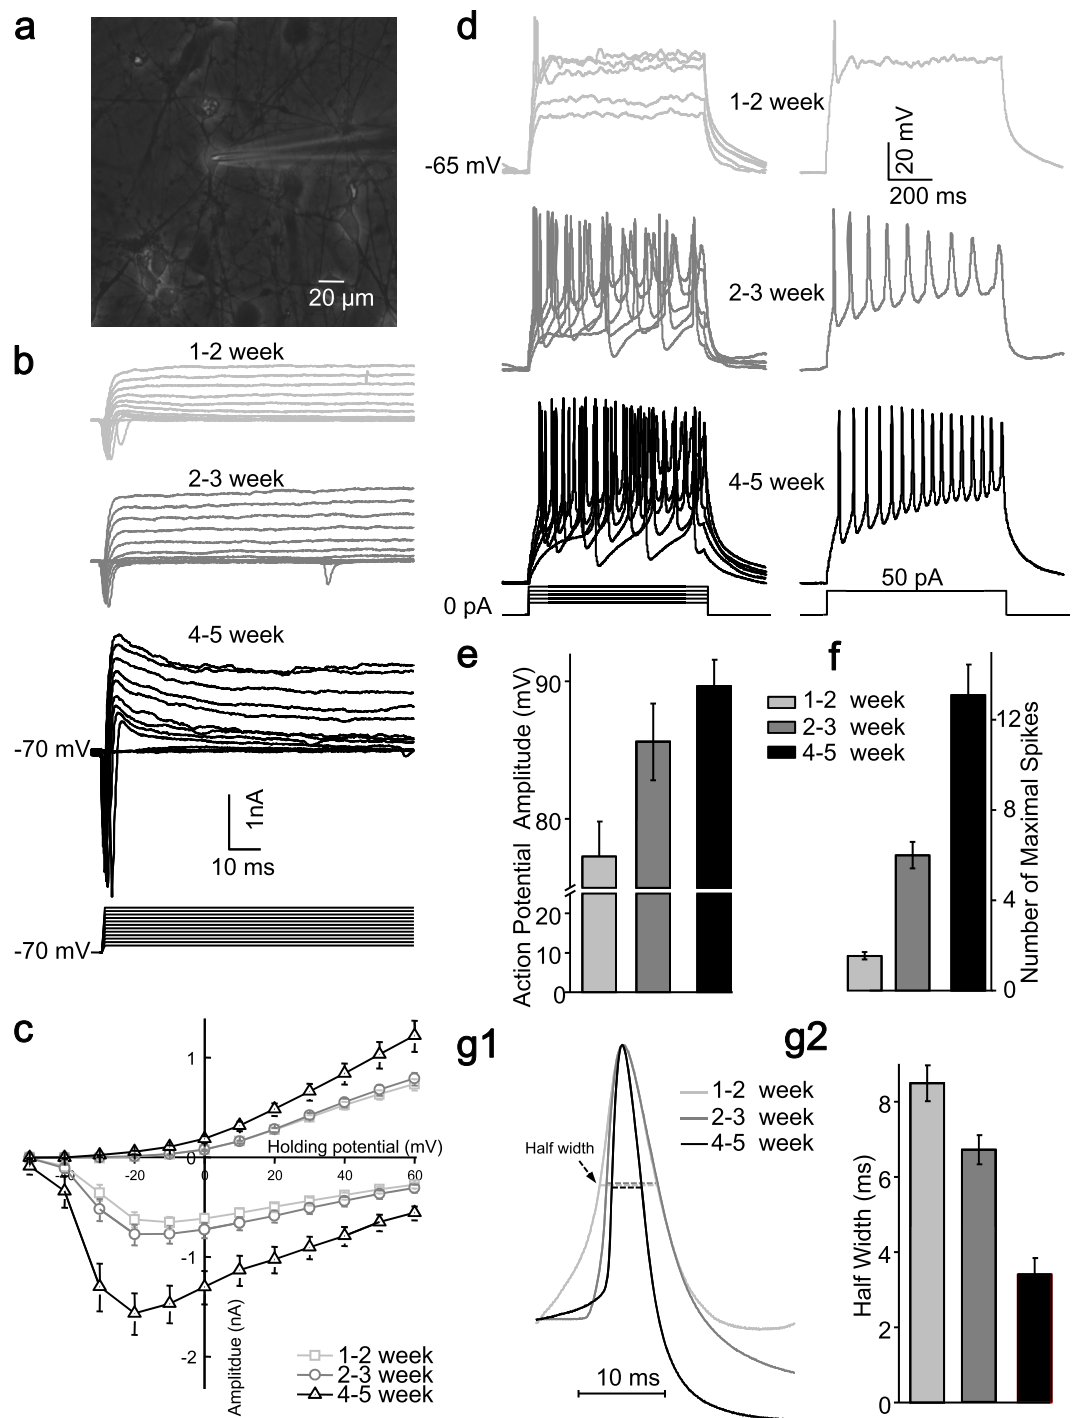 a
20 µm
b
1-2 week
2-3 week
4-5 week
-70 mV
1nA
10 ms
-70 mV
c
1
0
-1
-2
0
20
40
60
Holding potential (mV)
Amplitdue (nA)
1-2 week
2-3 week
4-5 week
d
1-2 week
-65 mV
20 mV
200 ms
2-3 week
4-5 week
0 pA
50 pA
e
Action Potential Amplitude (mV)
90
80
20
10
0
f
1-2 week
2-3 week
4-5 week
12
8
4
0
Number of Maximal Spikes
g1
1-2 week
2-3 week
4-5 week
Half width
10 ms
g2
Half Width (ms)
8
6
4
2
0